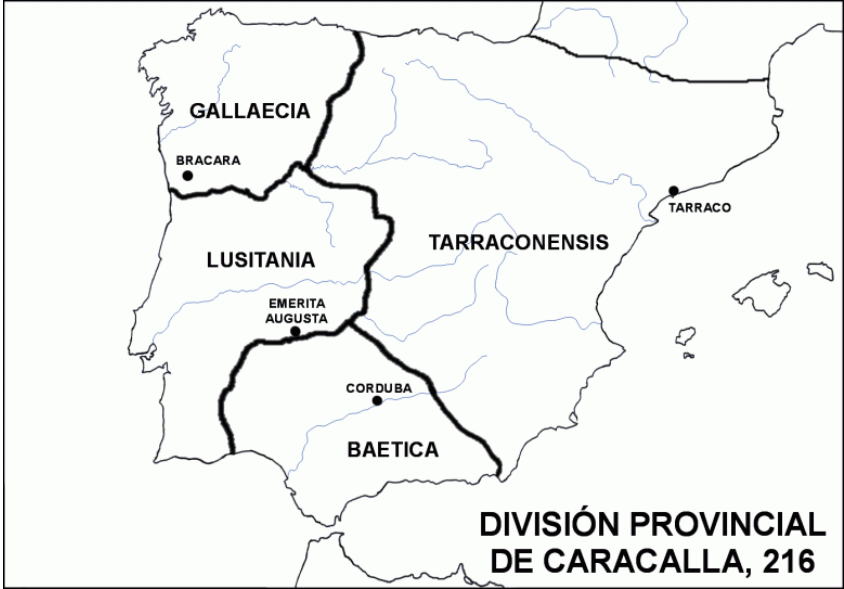 GALLAECIA
BRACARA
TARRACO
TARRACONENSIS
LUSITANIA
EMERITA
AUGUSTA
CORDUBA
BAETICA
DIVISIÓN PROVINCIAL
DE CARACALLA, 216